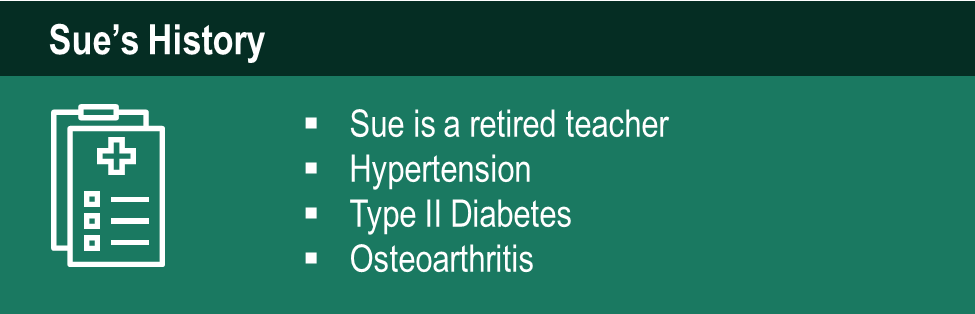 Sue’s History
▪ Sue is a retired teacher
▪ Hypertension
▪ Type II Diabetes
▪ Osteoarthritis